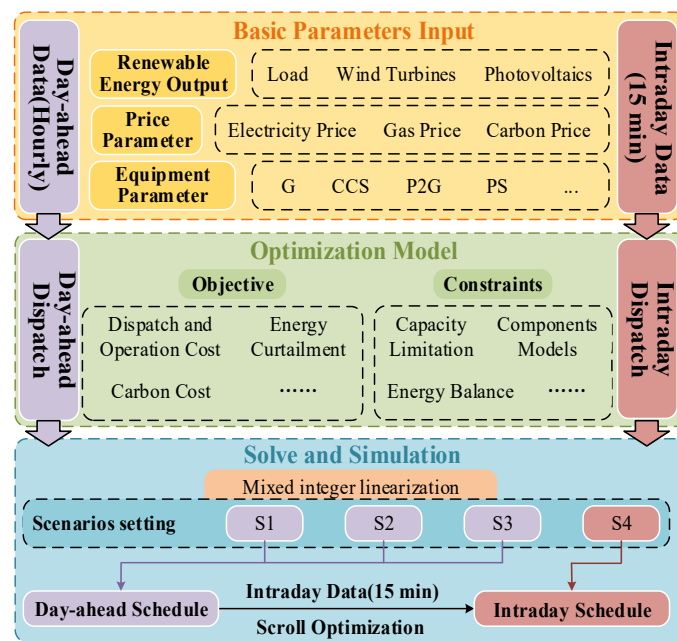 Basic Parameters Input
Day-ahead
Data(Hourly)
Renewable
Energy Output
Load Wind Turbines Photovoltaics
Price
Parameter
Electricity Price Gas Price Carbon Price
Equipment
Parameter
G CCS P2G PS ...
Intraday Data
(15 min)
Optimization Model
Day-ahead
Dispatch
Objective
Dispatch and
Operation Cost
Energy
Curtailment
Carbon Cost ······
Constraints
Capacity
Limitation
Components
Models
Energy Balance ······
Intraday
Dispatch
Solve and Simulation
Mixed integer linearization
Scenarios setting S1 S2 S3 S4
Day-ahead Schedule
Intraday Data(15 min)
Scroll Optimization
Intraday Schedule